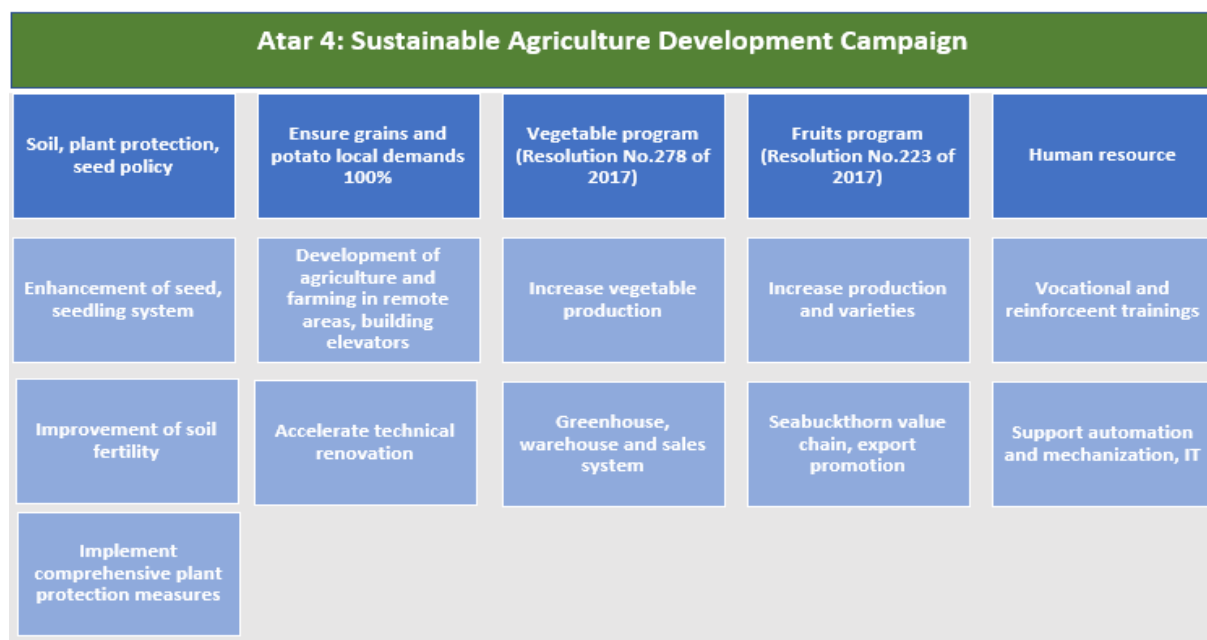 Atar 4: Sustainable Agriculture Development Campaign
Soil, plant protection,
seed policy
Ensure grains and
potato local demands
100%
Vegetable program
(Resolution No.278 of
2017)
Fruits program
(Resolution No.223 of
2017)
Human resource
Enhancement of seed,
seedling system
Development of
agriculture and
farming in remote
areas, building
elevators
Increase vegetable
production
Increase production
and varieties
Vocational and
reinforceent trainings
Improvement of soil
fertility
Accelerate technical
renovation
Greenhouse,
warehouse and sales
system
Seabuckthorn value
chain, export
promotion
Support automation
and mechanization, IT
Implement
comprehensive plant
protection measures